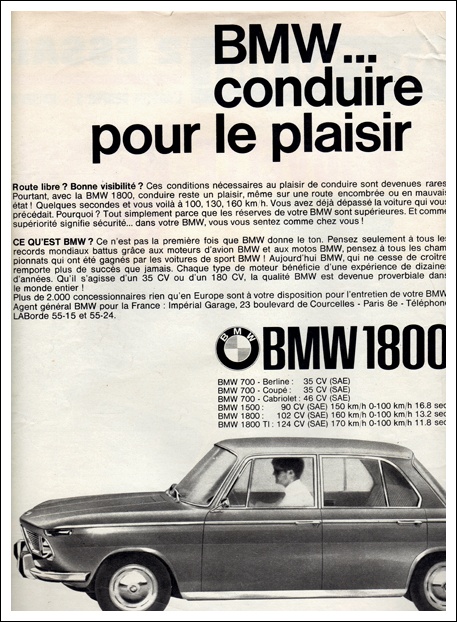 BMW...
conduire
pour le plaisir
Route libre ? Bonne visibilité ? Ces conditions nécessaires au plaisir de conduire sont devenues rares
Pourtant, avec la BMW 1800, conduire reste un plaisir, même sur une route encombrée ou en mauvais
état ! Quelques secondes et vous voilà à 100, 130, 160 km/h. Vous avez déjà dépassé la voiture qui vous
précédait. Pourquoi ? Tout simplement parce que les réserves de votre BMW sont supérieures. Et comme
supériorité signifie sécurité... dans votre BMW, vous vous sentez comme chez vous !
CE QU'EST BMW ? Ce n'est pas la première fois que BMW donne le ton. Pensez seulement à tous les
records mondiaux battus grâce aux moteurs d'avion BMW et aux motos BMW, pensez à tous les cham
pionnats qui ont été gagnés par les voitures de sport BMW ! Aujourd'hui BMW, qui ne cesse de croître
remporte plus de succès que jamais. Chaque type de moteur bénéficie d'une expérience de dizaines
d'années. Qu'il s'agisse d'un 35 CV ou d'un 180 CV, la qualité BMW est devenue proverbiale dans
le monde entier !
Plus de 2.000 concessionnaires rien qu'en Europe sont à votre disposition pour l'entretien de votre BMW
Agent général BMW pour la France : Impérial Garage, 23 boulevard de Courcelles - Paris 8e - Téléphone
LABorde 55-15 et 55-24.
BMW
BMW 1800
BMW 700 - Berline : 35 CV (SAE)
BMW 700 - Coupé : 35 CV (SAE)
BMW 700 - Cabriolet : 46 CV (SAE)
BMW 1500 : 90 CV (SAE) 150 km/h 0-100 km/h 16.8 sec
BMW 1800 : 102 CV (SAE) 160 km/h 0-100 km/h 13.2 sec
BMW 1800 TI : 124 CV (SAE) 170 km/h 0-100 km/h 11.8 sec